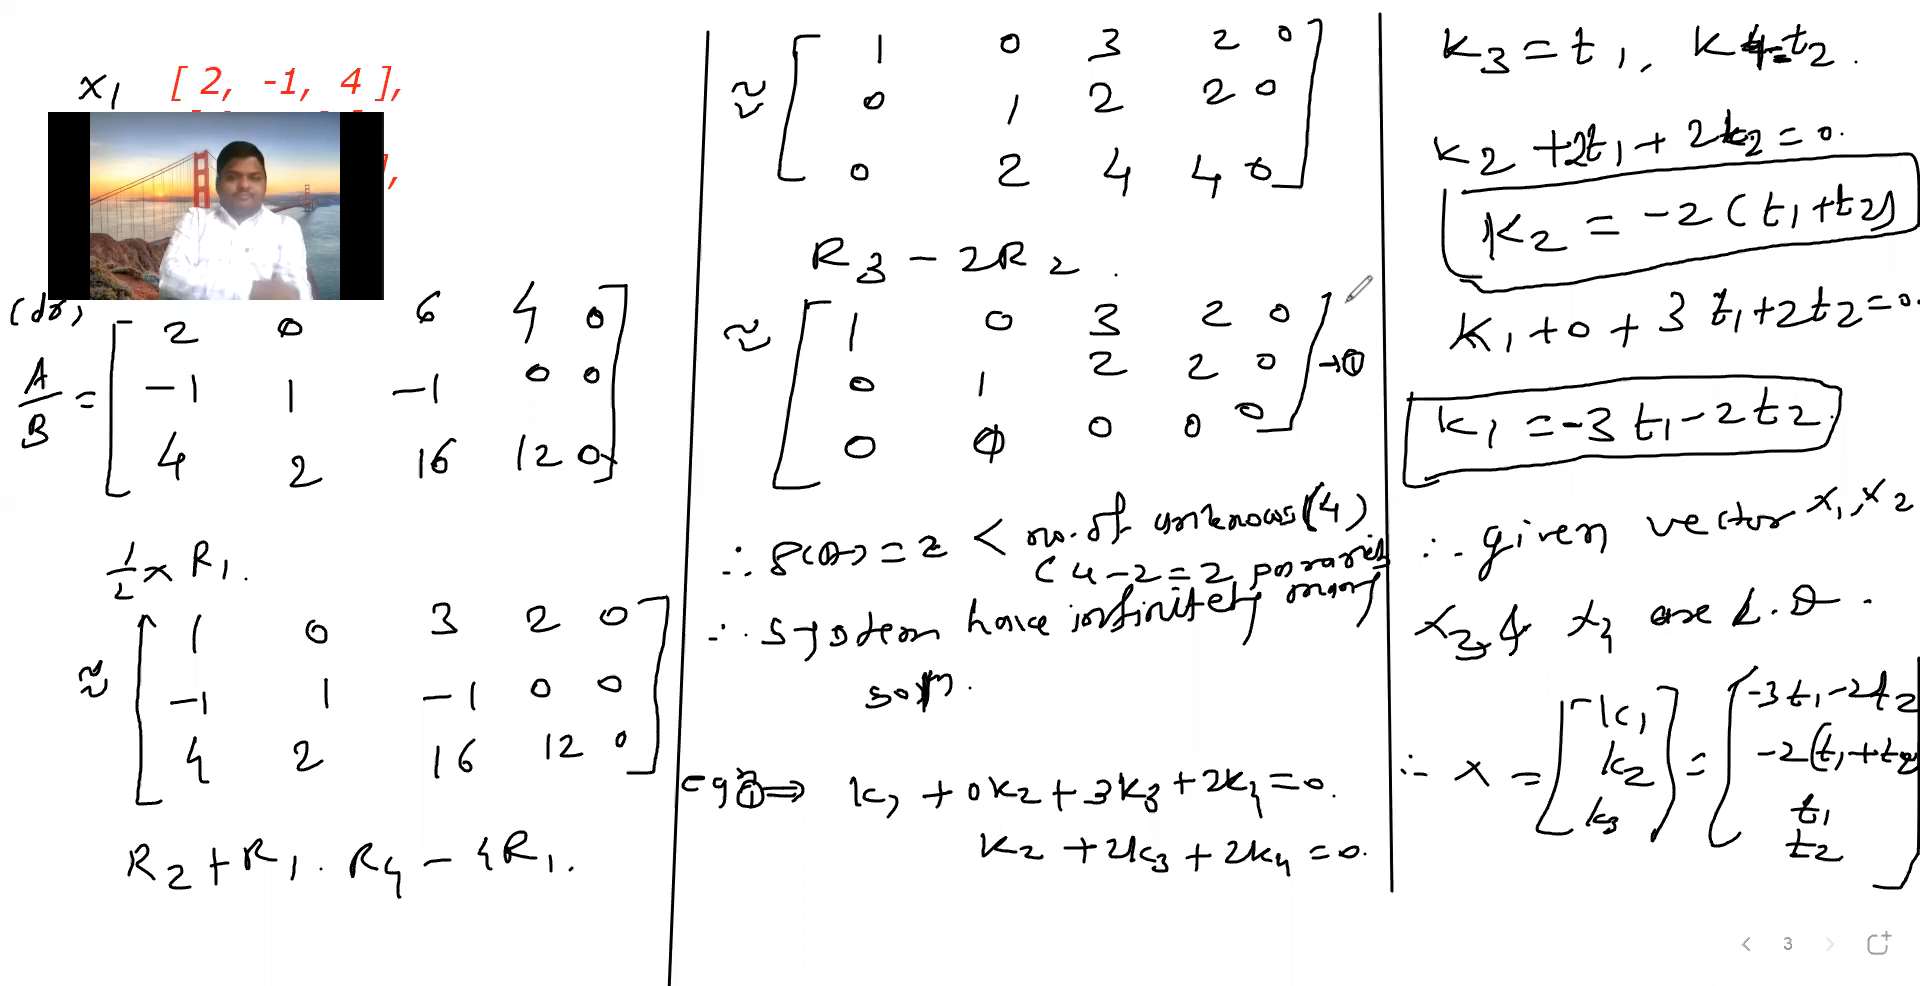 x1 [ 2, -1, 4 ],
A/B = [ 2 0 6 4 0
-1 1 -1 0 0
4 2 16 12 0 ]
1/2 x R1.
≈ [ 1 0 3 2 0
-1 1 -1 0 0
4 2 16 12 0 ]
R2 + R1. R4 - 4R1.
≈ [ 1 0 3 2 0
0 1 2 2 0
0 2 4 4 0 ]
R3 - 2R2.
≈ [ 1 0 3 2 0
0 1 2 2 0
0 0 0 0 0 ] → ①
∴ ρ(A) = 2 < no. of unknows (4)
( 4-2 = 2
∴ system have infinitely many
soln.
① ⇒ k1 + 0k2 + 3k3 + 2k4 = 0.
k2 + 2k3 + 2k4 = 0.
k3 = t1, k4 = t2.
k2 + 2t1 + 2t2 = 0.
k2 = -2 (t1+t2)
k1 + 0 + 3t1 + 2t2 = 0.
k1 = -3t1 - 2t2.
∴ given vector x1, x2
x3 & x4 are L.D.
∴ x = [ k1 k2 k3 ] = [ -3t1-2t2
-2(t1+t2
t1
t2 ]
3